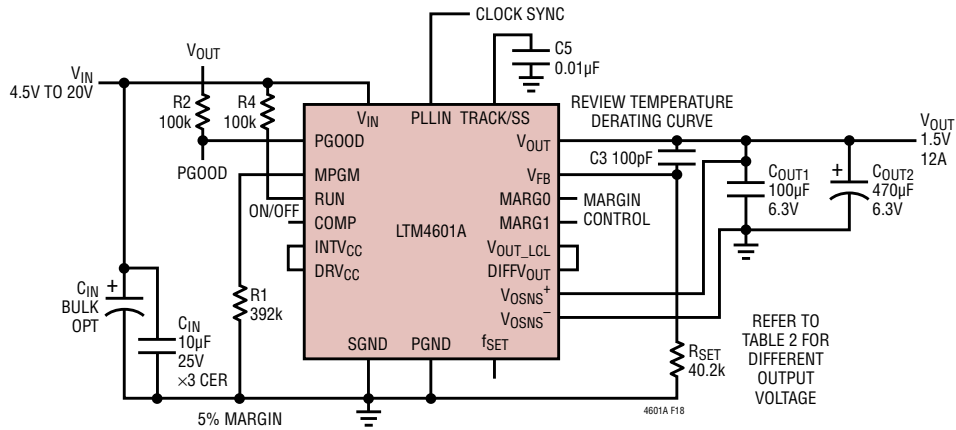 CLOCK SYNC
C5
0.01µF
VOUT
VIN
4.5V TO 20V
R2
100k
R4
100k
REVIEW TEMPERATURE
DERATING CURVE
VIN
PLLIN
TRACK/SS
PGOOD
VOUT
VOUT
1.5V
12A
C3 100pF
PGOOD
MPGM
VFB
COUT1
100µF
6.3V
COUT2
470µF
6.3V
RUN
MARG0
MARGIN
CONTROL
ON/OFF
COMP
LTM4601A
MARG1
INTVCC
VOUT_LCL
DRVCC
DIFFVOUT
VOSNS+
VOSNS–
CIN
BULK
OPT
+
+
R1
392k
CIN
10µF
25V
×3 CER
SGND
PGND
fSET
RSET
40.2k
REFER TO
TABLE 2 FOR
DIFFERENT
OUTPUT
VOLTAGE
5% MARGIN
4601A F18